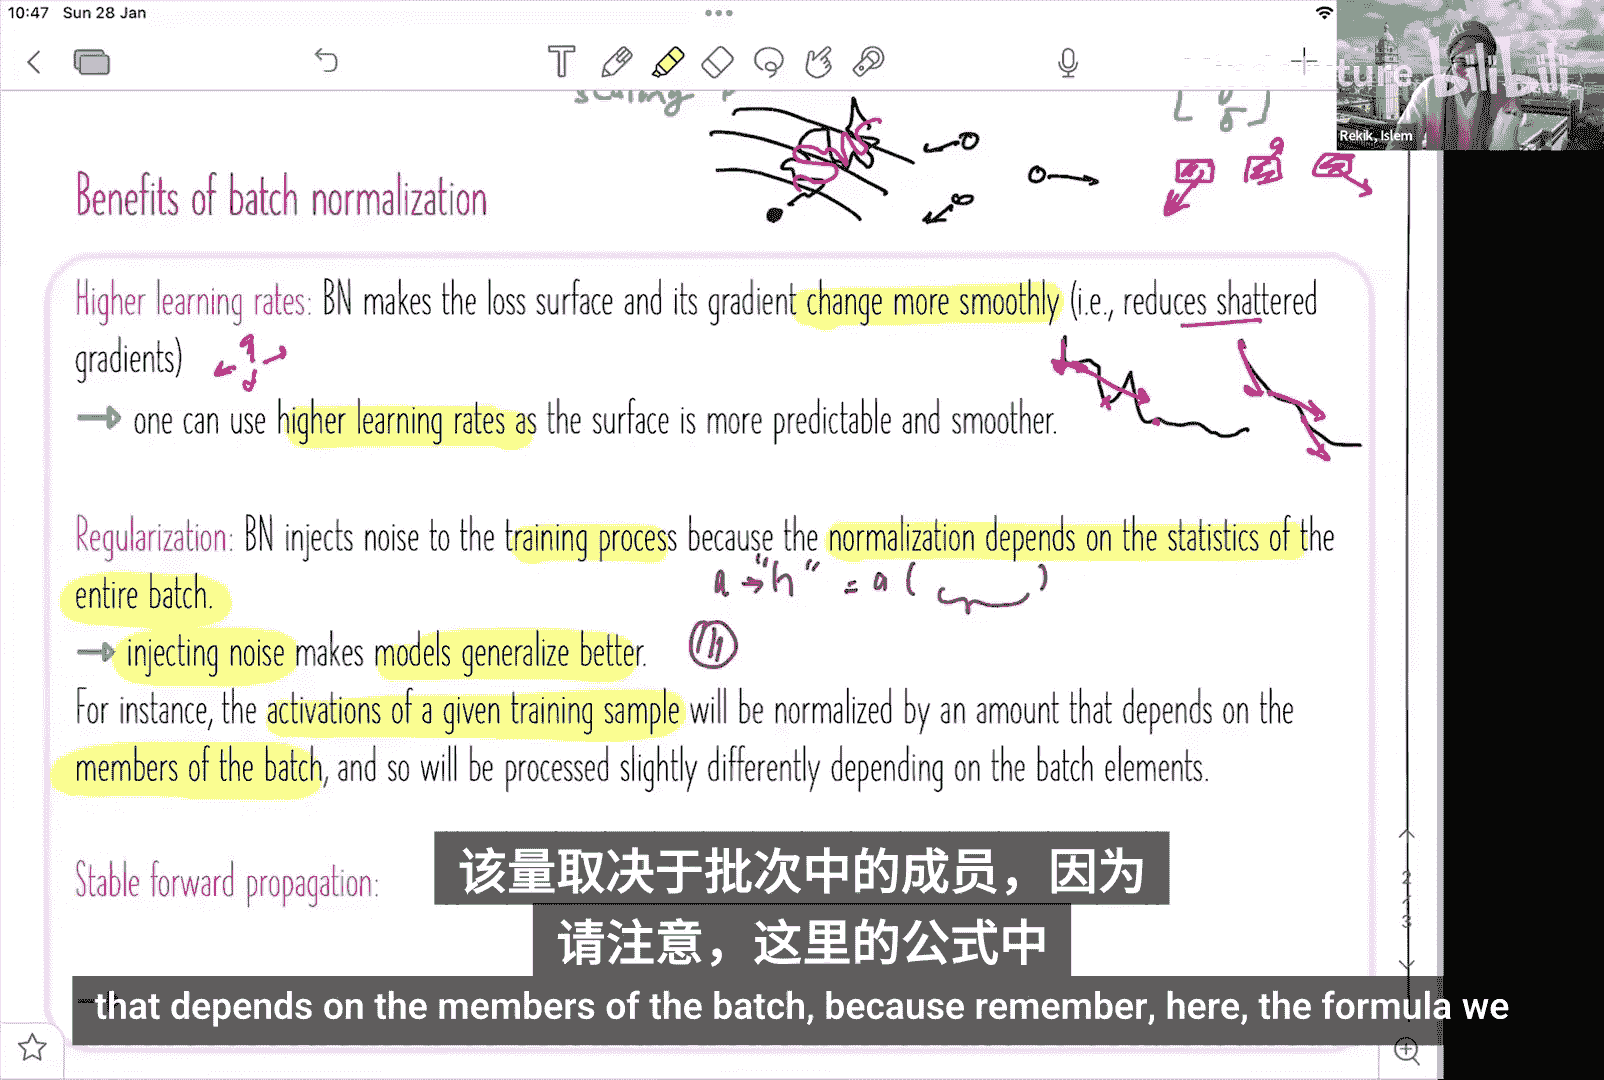 10:47 Sun 28 Jan
bilibili
Rekik, Islem
Benefits of batch normalization
Higher learning rates: BN makes the loss surface and its gradient change more smoothly (i.e., reduces shattered
gradients)
→ one can use higher learning rates as the surface is more predictable and smoother.
Regularization: BN injects noise to the training process because the normalization depends on the statistics of the
entire batch.
a → "h" = a ( )
→ injecting noise makes models generalize better.
For instance, the activations of a given training sample will be normalized by an amount that depends on the
members of the batch, and so will be processed slightly differently depending on the batch elements.
Stable forward propagation:
该量取决于批次中的成员，因为
请注意，这里的公式中
that depends on the members of the batch, because remember, here, the formula we